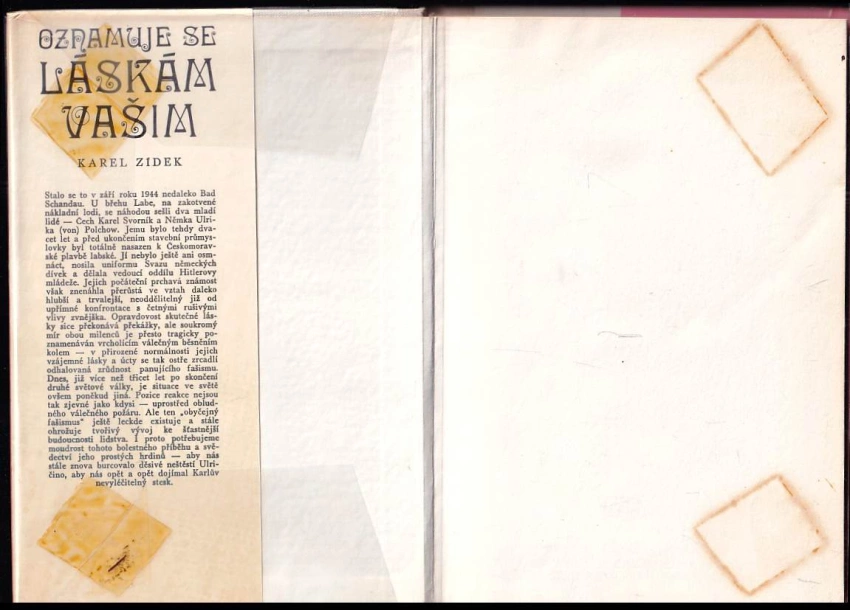 OZNAMUJE SE
LÁSKÁM
VAŠIM
KAREL ZÍDEK
Stalo se to v září roku 1944 nedaleko Bad
Schandau. U břehu Labe, na zakotvené
nákladní lodi, se náhodou sešli dva mladí
lidé — Čech Karel Svorník a Němka Ulri-
ka (von) Polchow. Jemu bylo tehdy dva-
cet let a před ukončením stavební průmys-
lovky byl totálně nasazen k Českomorav-
ské plavbě labské. Jí nebylo ještě ani osm-
náct, nosila uniformu Svazu německých
dívek a dělala vedoucí oddílu Hitlerovy
mládeže. Jejich počáteční prchavá známost
však znenáhla přerůstá ve vztah daleko
hlubší a trvalejší, neoddělitelný již od
upřímné konfrontace s četnými rušivými
vlivy zvnějška. Opravdovost skutečné lás-
ky sice překonává překážky, ale soukromý
mír obou milenců je přesto tragicky po-
znamenáván vrcholícím válečným běsněním
kolem — v přirozené normálnosti jejich
vzájemné lásky a úcty se tak ostře zrcadlí
odhalovaná zrůdnost panujícího fašismu.
Dnes, již více než třicet let po skončení
druhé světové války, je situace ve světě
ovšem poněkud jiná. Pozice reakce nejsou
tak zjevné jako kdysi — uprostřed oblud-
ného válečného požáru. Ale ten „obyčejný
fašismus" ještě leckde existuje a stále
ohrožuje tvořivý vývoj ke šťastnější
budoucnosti lidstva. I proto potřebujeme
moudrost tohoto bolestného příběhu a svě-
dectví jeho prostých hrdinů — aby nás
stále znova burcovalo děsivé neštěstí Ulri-
čino, aby nás opět a opět dojímal Karlův
nevyléčitelný stesk.